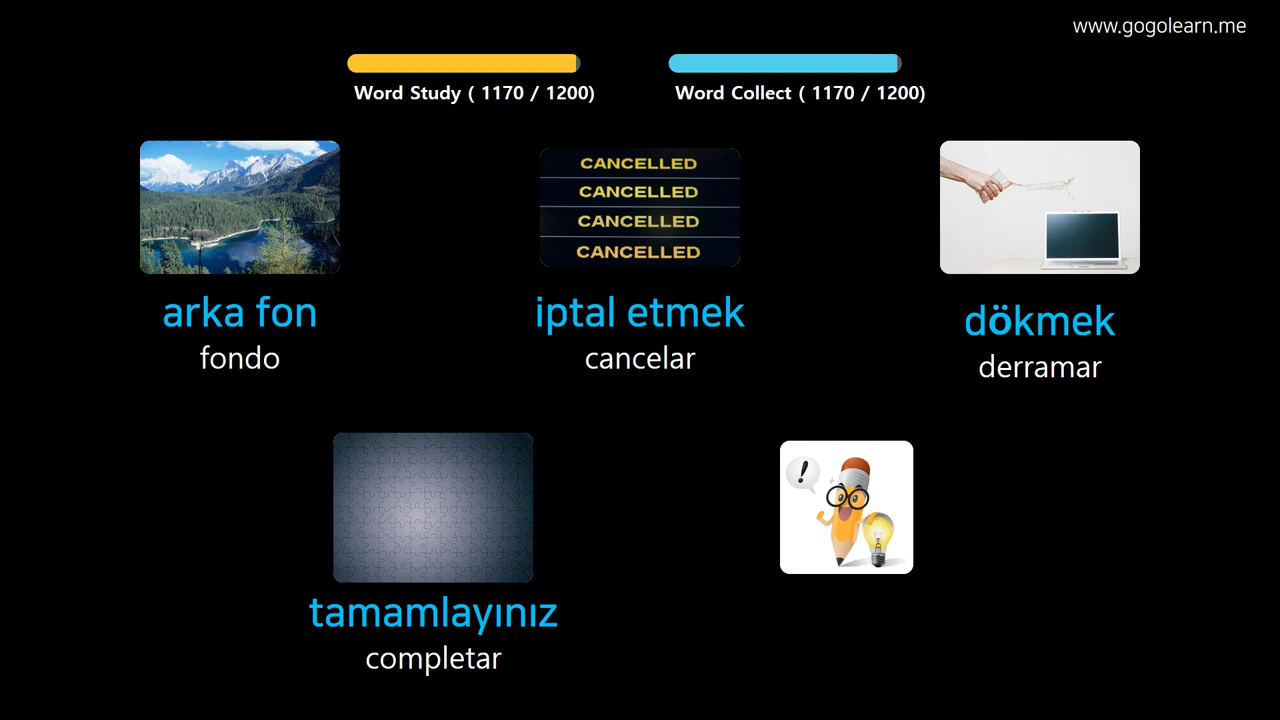 www.gogolearn.me
Word Study ( 1170 / 1200)
Word Collect ( 1170 / 1200)
CANCELLED
CANCELLED
CANCELLED
CANCELLED
arka fon
fondo
iptal etmek
cancelar
dökmek
derramar
!
tamamlayınız
completar